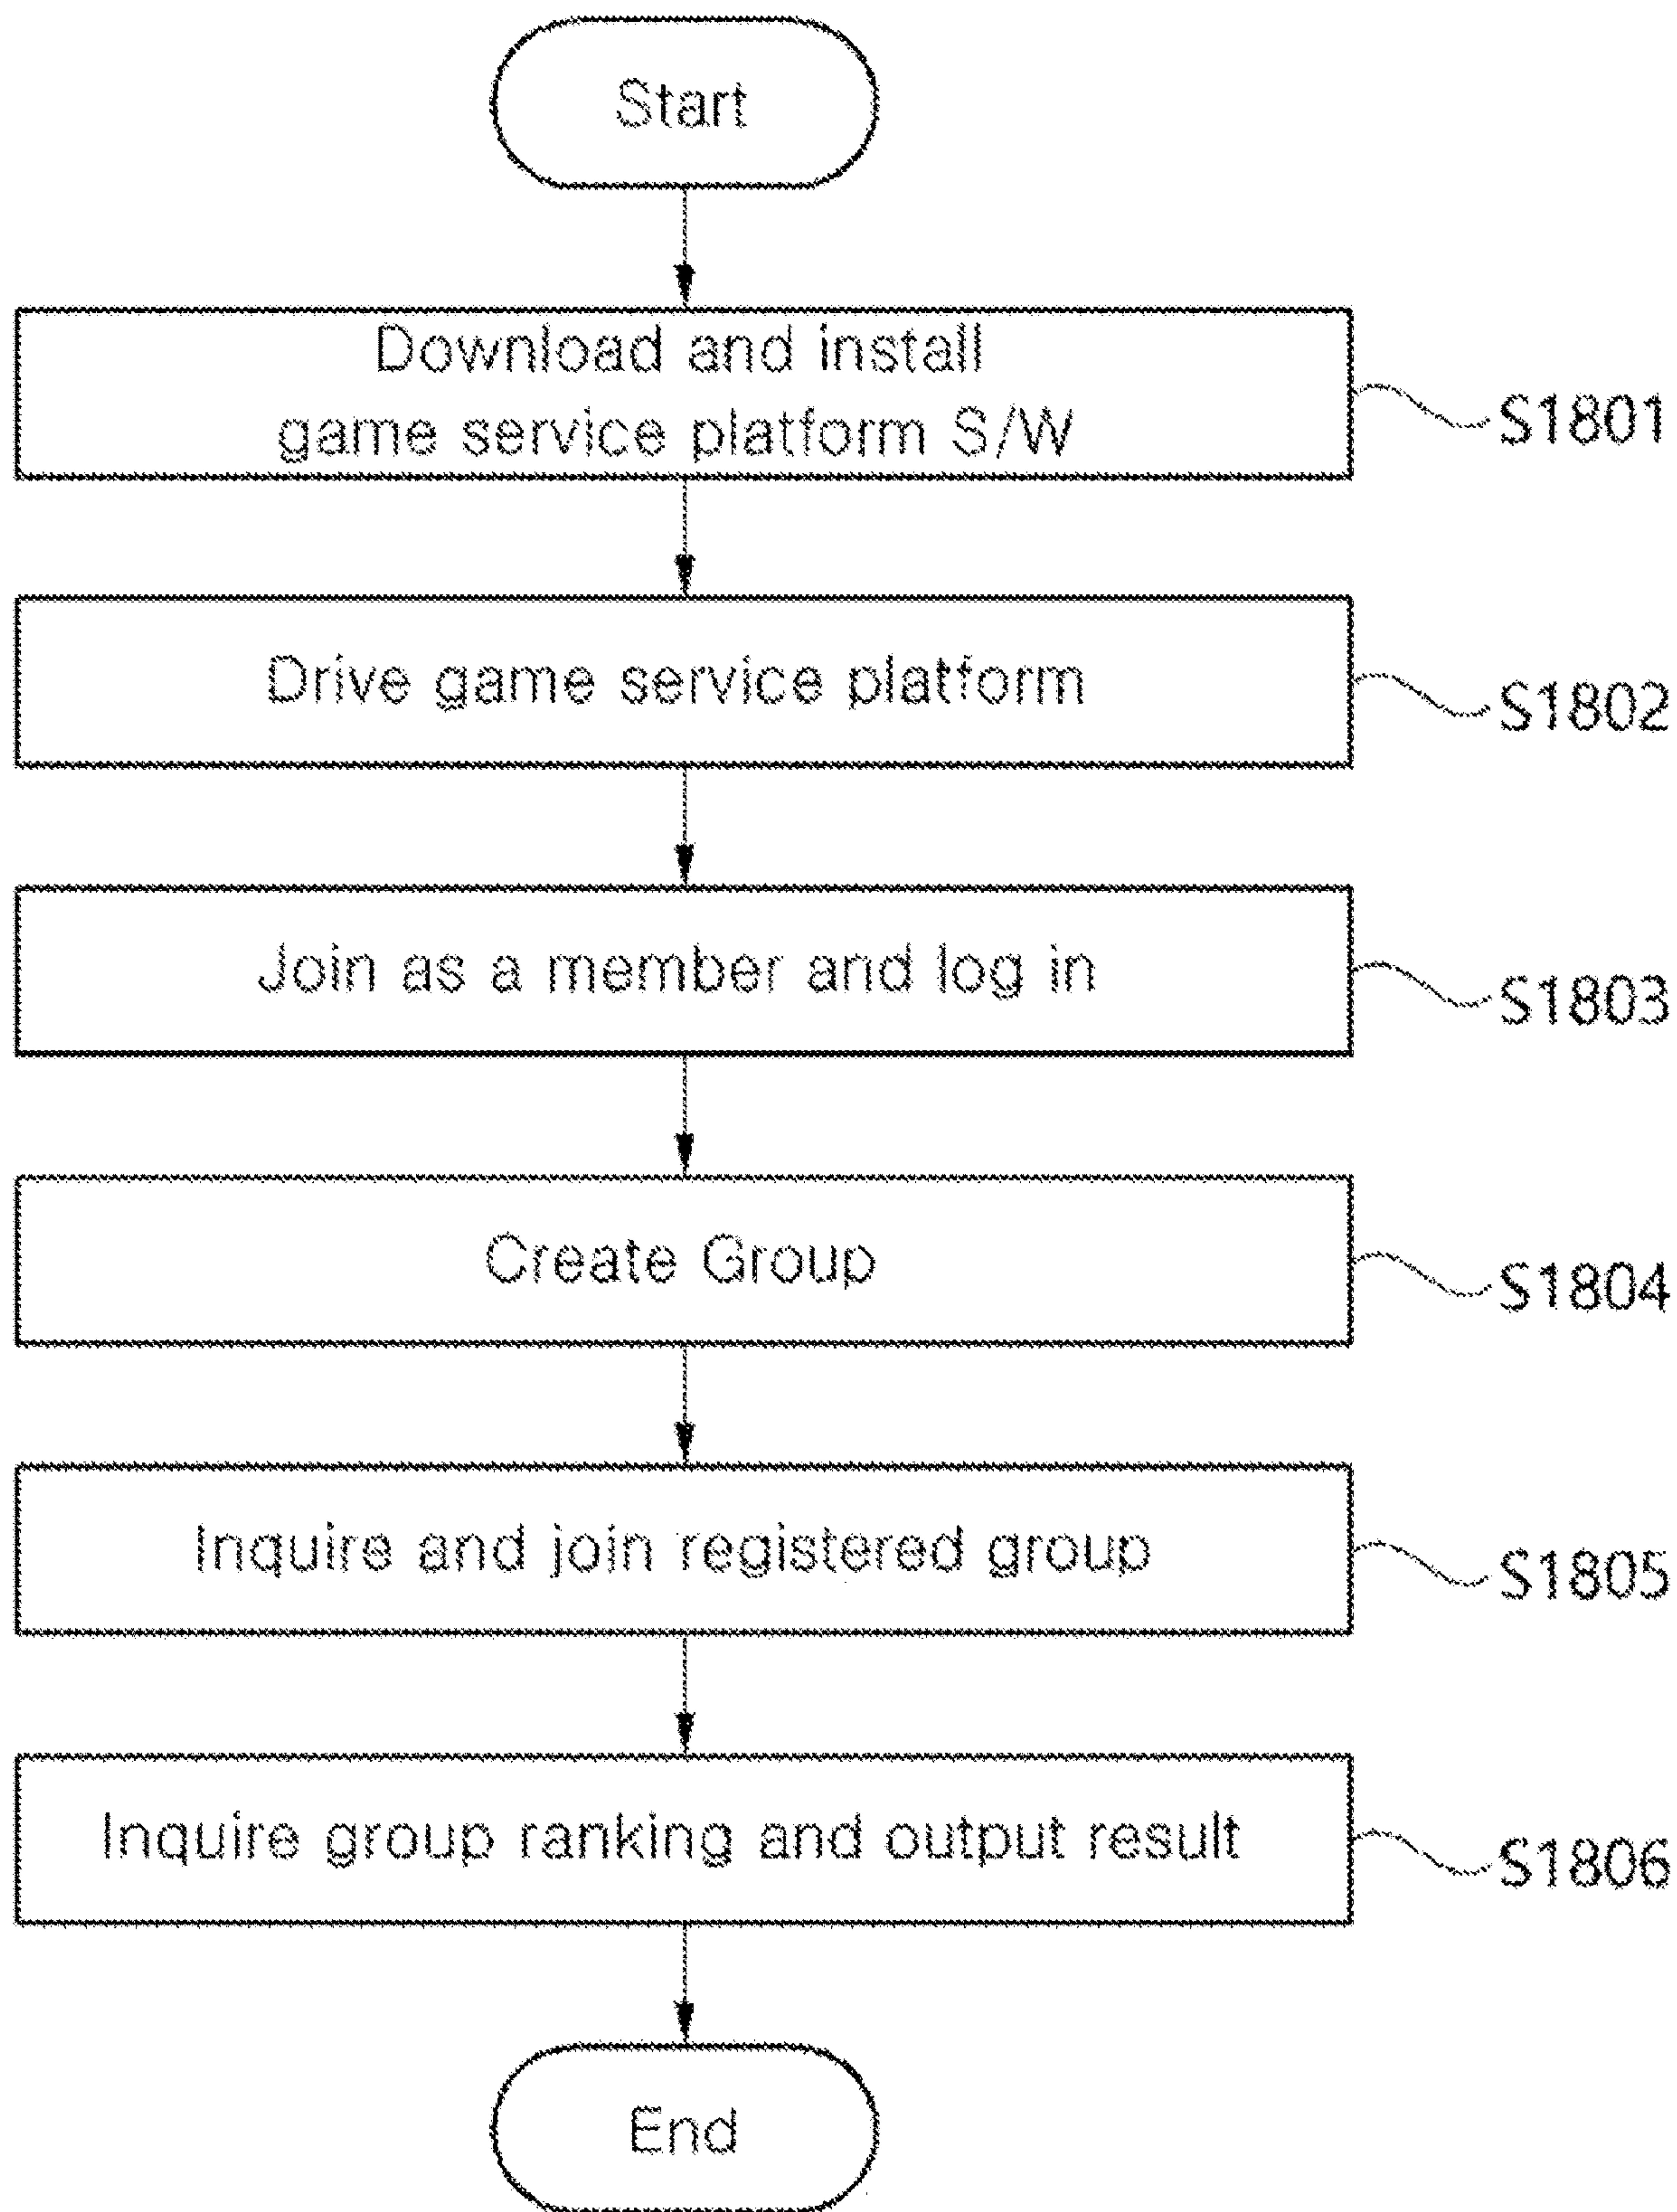 Start
Download and install
game service platform S/W
S1801
Drive game service platform
S1802
Join as a member and log in
S1803
Create Group
S1804
Inquire and join registered group
S1805
Inquire group ranking and output result
S1806
End